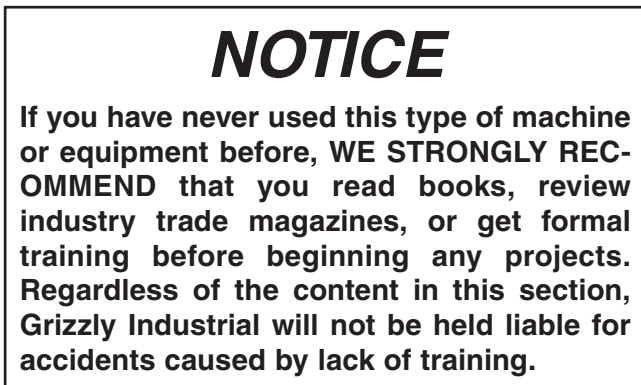 NOTICE
If you have never used this type of machine
or equipment before, WE STRONGLY REC-
OMMEND that you read books, review
industry trade magazines, or get formal
training before beginning any projects.
Regardless of the content in this section,
Grizzly Industrial will not be held liable for
accidents caused by lack of training.